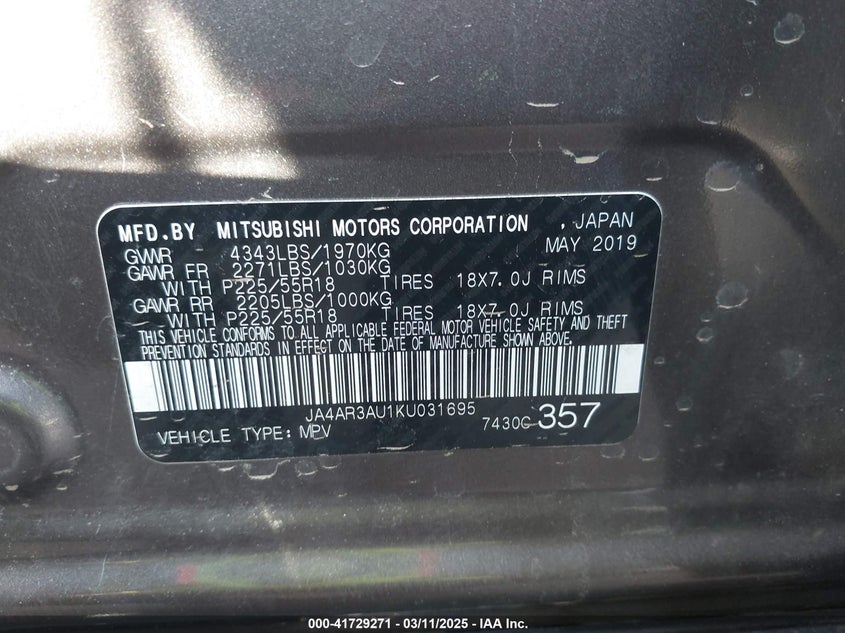 MFD.BY MITSUBISHI MOTORS CORPORATION , JAPAN
GVWR 4343LBS/1970KG MAY 2019
GAWR FR 2271LBS/1030KG
WITH P225/55R18 TIRES 18X7.0J RIMS
GAWR RR 2205LBS/1000KG
WITH P225/55R18 TIRES 18X7.0J RIMS
THIS VEHICLE CONFORMS TO ALL APPLICABLE FEDERAL MOTOR VEHICLE SAFETY AND THEFT
PREVENTION STANDARDS IN EFFECT ON THE DATE OF MANUFACTURE SHOWN ABOVE.
JA4AR3AU1KU031695
VEHICLE TYPE: MPV 7430C 357
000-41729271 - 03/11/2025 - IAA Inc.